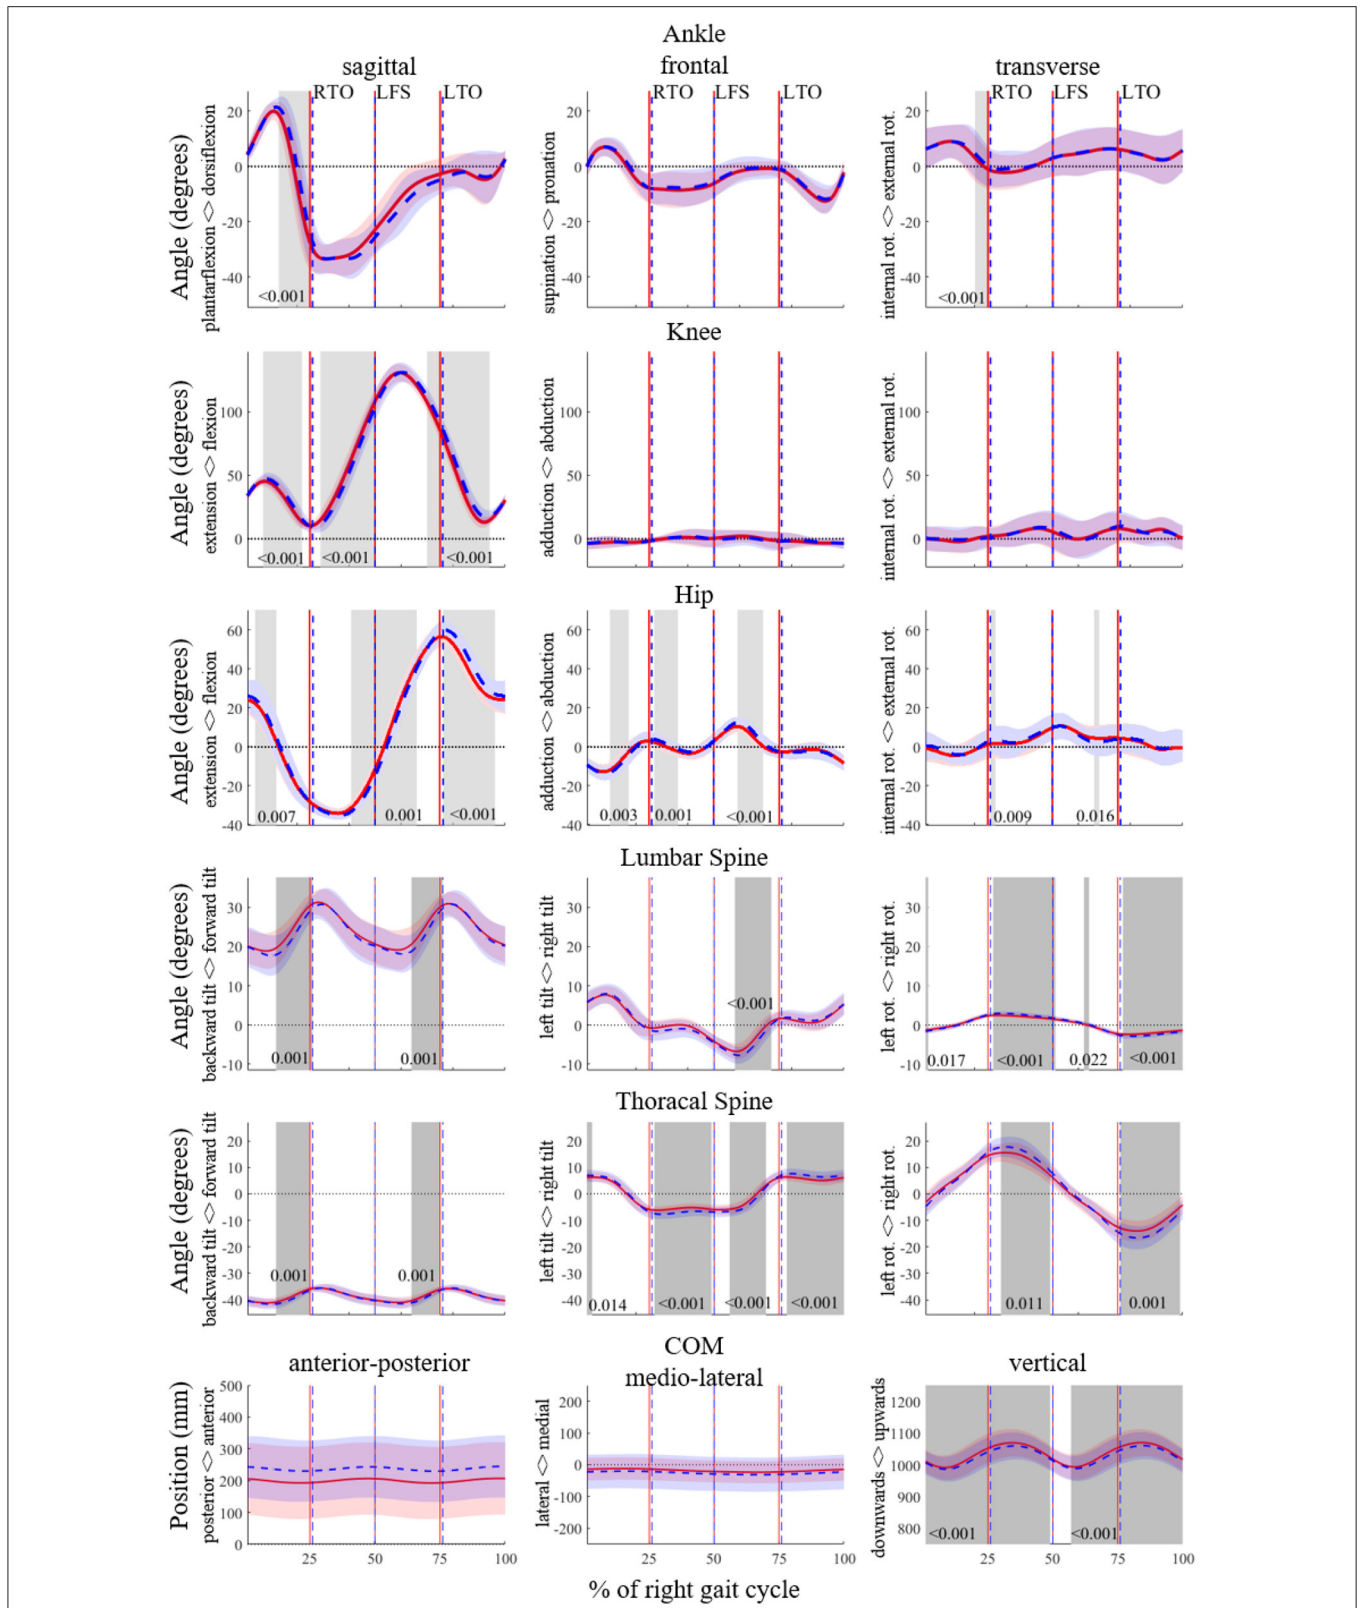 Ankle
sagittal frontal transverse
RTO LFS LTO RTO LFS LTO RTO LFS LTO
Angle (degrees)
plantarflexion <> dorsiflexion
20
0
-20
-40
<0.001
supination <> pronation
20
0
-20
-40
internal rot. <> external rot.
20
0
-20
-40
<0.001
Knee
Angle (degrees)
extension <> flexion
100
50
0
<0.001 <0.001 <0.001
adduction <> abduction
100
50
0
internal rot. <> external rot.
100
50
0
Hip
Angle (degrees)
extension <> flexion
60
40
20
0
-20
-40
0.007 0.001 <0.001
adduction <> abduction
60
40
20
0
-20
-40
0.003 0.001 <0.001
internal rot. <> external rot.
60
40
20
0
-20
-40
0.009 0.016
Lumbar Spine
Angle (degrees)
backward tilt <> forward tilt
30
20
10
0
-10
0.001 0.001
left tilt <> right tilt
30
20
10
0
-10
<0.001
left rot. <> right rot.
30
20
10
0
-10
0.017 <0.001 0.022 <0.001
Thoracal Spine
Angle (degrees)
backward tilt <> forward tilt
20
10
0
-10
-20
-30
-40
0.001 0.001
left tilt <> right tilt
20
10
0
-10
-20
-30
-40
0.014 <0.001 <0.001 <0.001
left rot. <> right rot.
20
10
0
-10
-20
-30
-40
0.011 0.001
COM
anterior-posterior medio-lateral vertical
Position (mm)
posterior <> anterior
500
400
300
200
100
0
25 50 75 100
lateral <> medial
200
100
0
-100
-200
25 50 75 100
downwards <> upwards
1200
1100
1000
900
800
<0.001 <0.001
25 50 75 100
% of right gait cycle